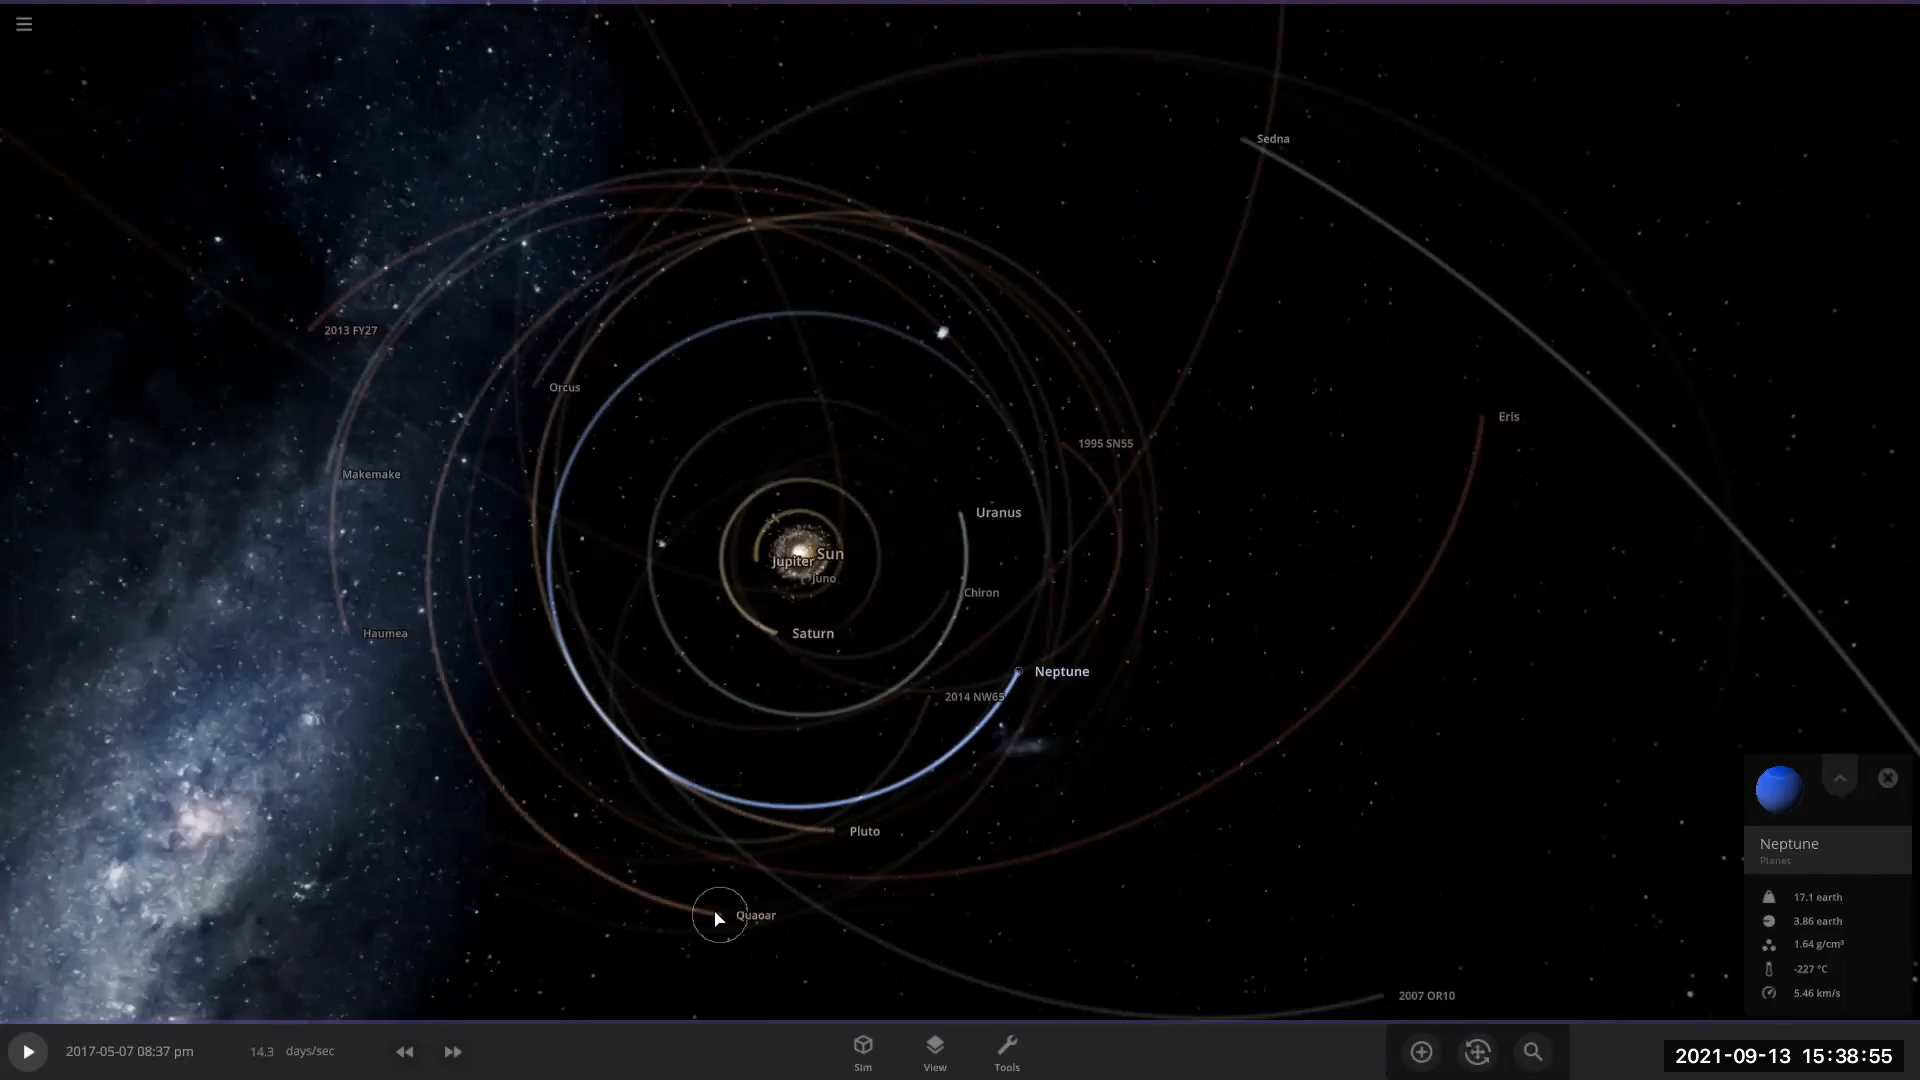 Sedna
2013 FY27
Orcus
Eris
1995 SN55
Makemake
Uranus
Sun
Jupiter
Juno
Chiron
Haumea
Saturn
Neptune
2014 NW65
Pluto
Quaoar
2007 OR10
Neptune
Planet
17.1 earth
3.86 earth
1.64 g/cm³
-227 °C
5.46 km/s
2017-05-07 08:37 pm
14.3 days/sec
Sim
View
Tools
2021-09-13 15:38:55